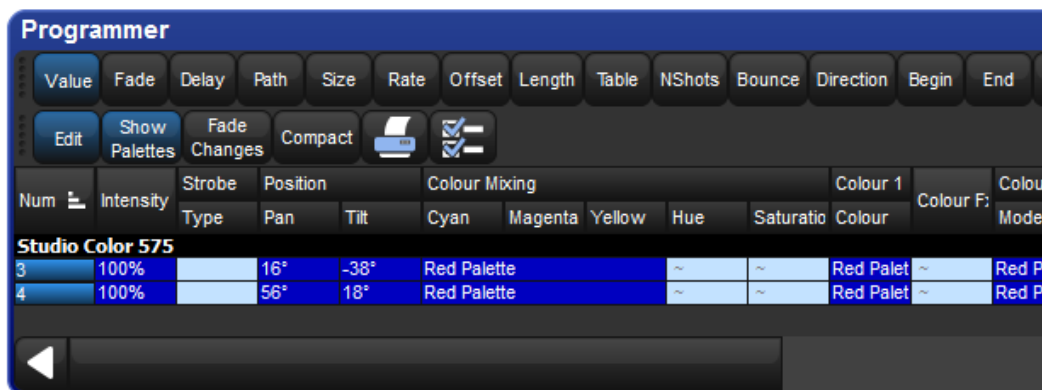 Programmer
Value Fade Delay Path Size Rate Offset Length Table NShots Bounce Direction Begin End
Edit Show Palettes Fade Changes Compact
Num Intensity Strobe Position Colour Mixing Colour 1 Colour F Colou
Type Pan Tilt Cyan Magenta Yellow Hue Saturatio Colour Mode
Studio Color 575
3 100% 16° -38° Red Palette ~ ~ Red Palet ~ Red P
4 100% 56° 18° Red Palette ~ ~ Red Palet ~ Red P